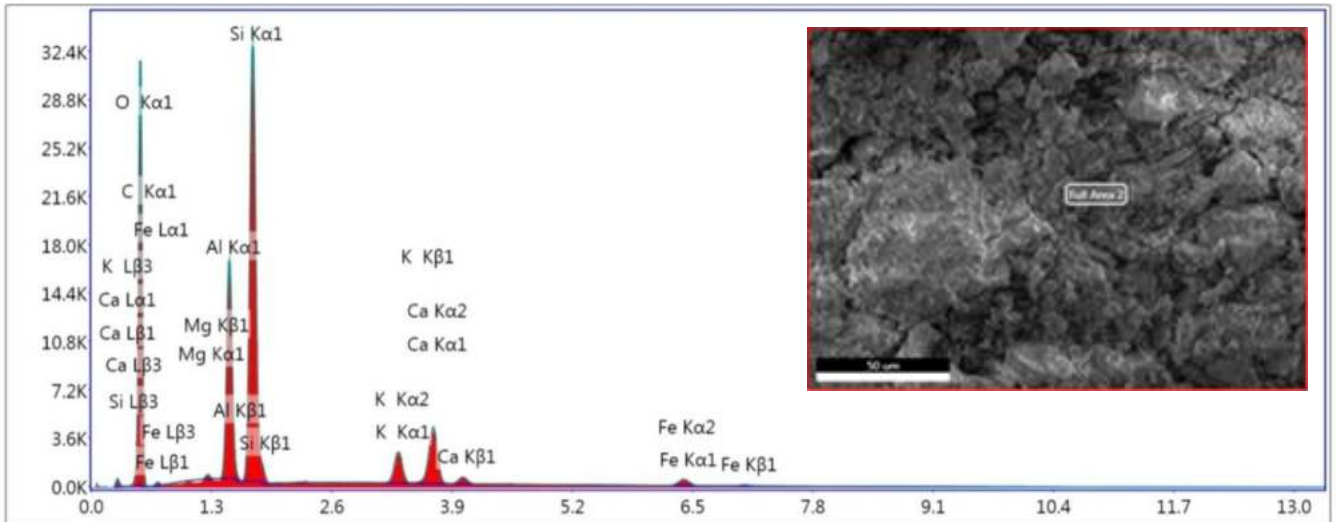 Si Kα1
32.4K
28.8K
O Kα1
25.2K
21.6K
C Kα1
Fe Lα1
18.0K
Al Kα1
K Kβ1
K Lβ3
14.4K
Ca Lα1
Ca Kα2
Mg Kβ1
Ca Lβ1
10.8K
Ca Kα1
Mg Kα1
Ca Lβ3
7.2K
Si Lβ3
K Kα2
Al Kβ1
3.6K
Fe Lβ3
K Kα1
Fe Kα2
Si Kβ1
Fe Lβ1
Ca Kβ1
Fe Kα1
Fe Kβ1
0.0K
0.0 1.3 2.6 3.9 5.2 6.5 7.8 9.1 10.4 11.7 13.0
Full Area 2
50 um